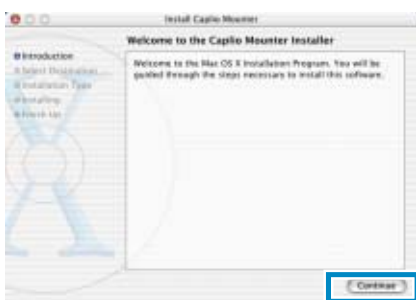 Install Caplio Mounter
Welcome to the Caplio Mounter Installer
Introduction
Select Destination
Installation Type
Installing
Finish Up
Welcome to the Mac OS X Installation Program. You will be
guided through the steps necessary to install this software.
Continue